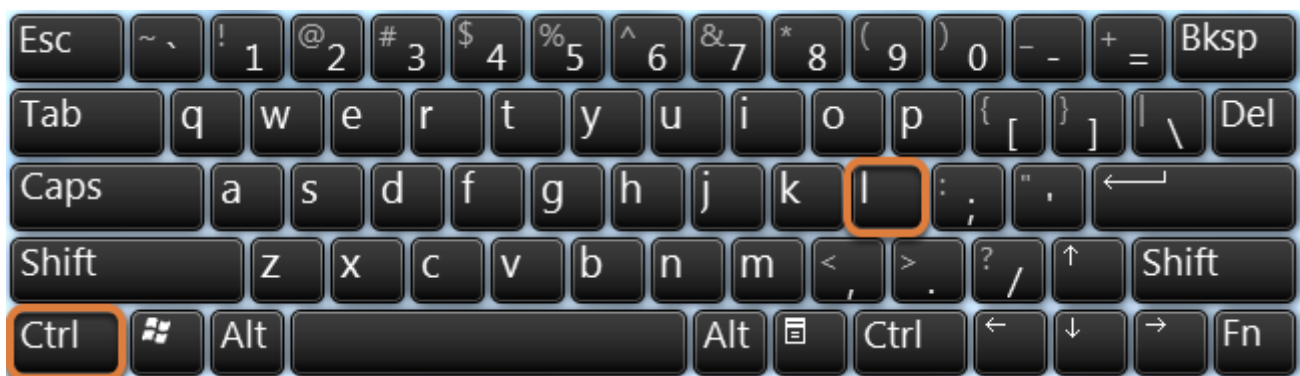 Esc ~ ` ! 1 @ 2 # 3 $ 4 % 5 ^ 6 & 7 * 8 ( 9 ) 0 _ - + = Bksp
Tab q w e r t y u i o p { [ } ] | \ Del
Caps a s d f g h j k l : ; " '
Shift z x c v b n m < , > . ? / ↑ Shift
Ctrl Alt Alt Ctrl ← ↓ → Fn